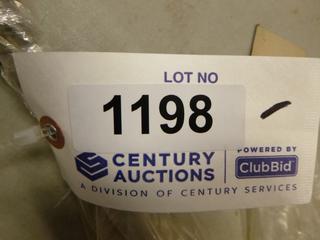 LOT NO
1198
CENTURY
AUCTIONS
POWERED BY
ClubBid
A DIVISION OF CENTURY SERVICES